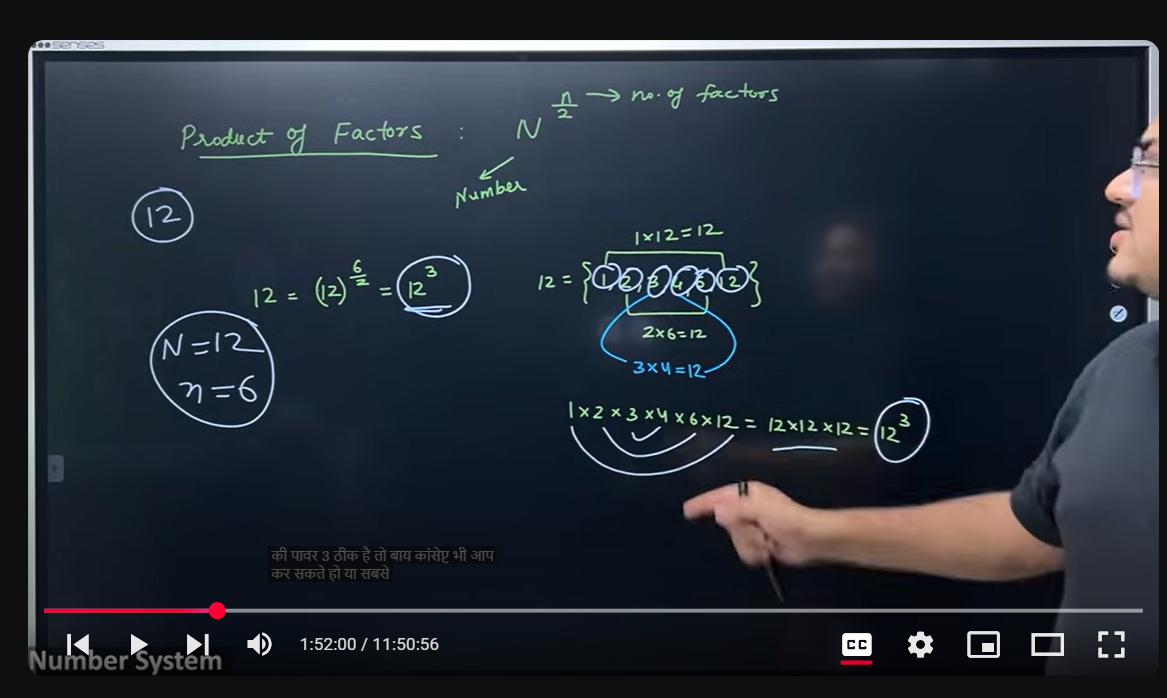 senses
Product of Factors : N^(n/2) → no. of factors
Number
12
1×12=12
12 = (12)^(6/2) = 12^3
12 = {1, 2, 3, 4, 6, 12}
N=12
n=6
2×6=12
3×4=12
1×2×3×4×6×12 = 12×12×12 = 12^3
की पावर 3 ठीक है तो बाय कांसेप्ट भी आप
कर सकते हो या सबसे
1:52:00 / 11:50:56
CC
Number System